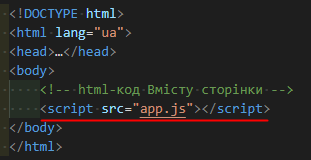 <!DOCTYPE html>
<html lang="ua">
<head>…</head>
<body>
<!-- html-код Вмісту сторінки -->
<script src="app.js"></script>
</body>
</html>